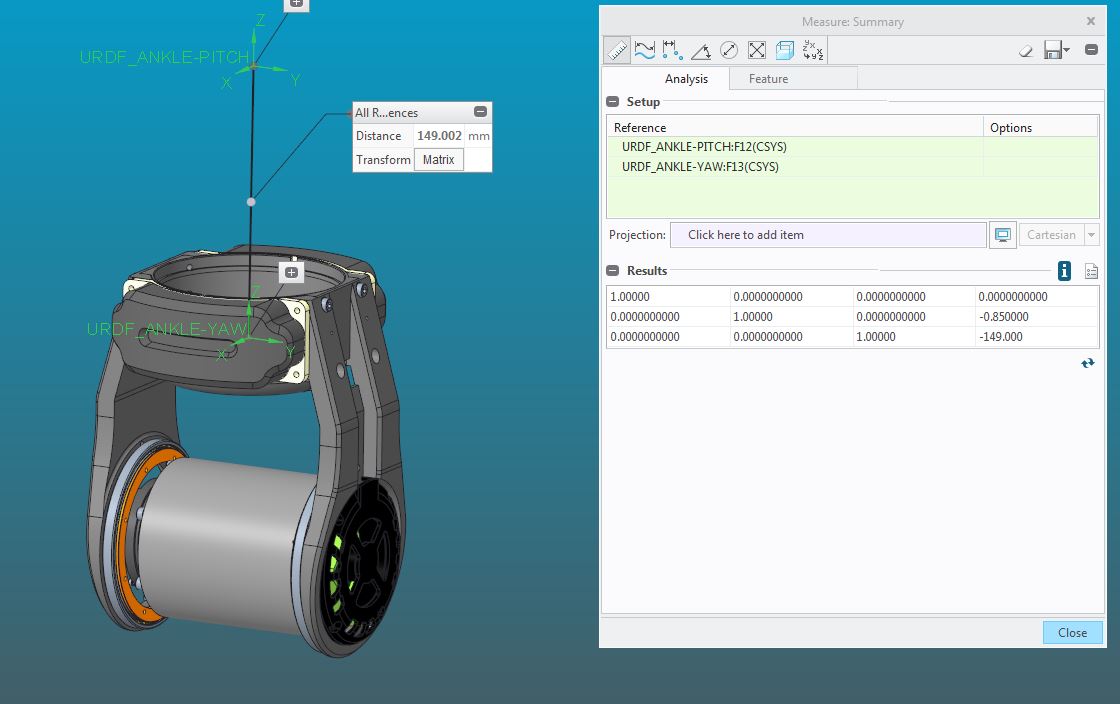 Z
URDF_ANKLE-PITCH
X
Y
All R...ences
Distance 149.002 mm
Transform Matrix
Z
URDF_ANKLE-YAW
X
Y
Measure: Summary
Analysis Feature
Setup
Reference Options
URDF_ANKLE-PITCH:F12(CSYS)
URDF_ANKLE-YAW:F13(CSYS)
Projection: Click here to add item Cartesian
Results
1.00000 0.0000000000 0.0000000000 0.0000000000
0.0000000000 1.00000 0.0000000000 -0.850000
0.0000000000 0.0000000000 1.00000 -149.000
Close